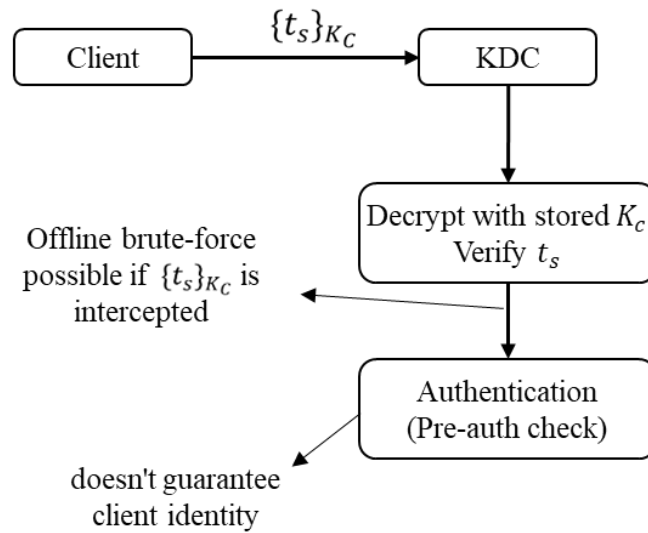 {t_s}_{K_C}
Client
KDC
Decrypt with stored K_c
Verify t_s
Offline brute-force
possible if {t_s}_{K_C} is
intercepted
Authentication
(Pre-auth check)
doesn't guarantee
client identity